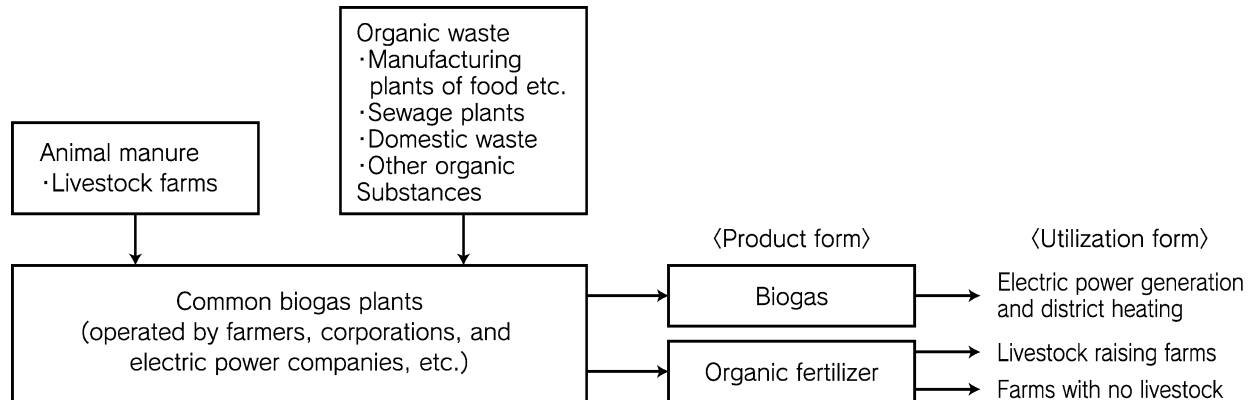 Organic waste
·Manufacturing
plants of food etc.
·Sewage plants
·Domestic waste
·Other organic
Substances
Animal manure
·Livestock farms
〈Product form〉
〈Utilization form〉
Common biogas plants
(operated by farmers, corporations, and
electric power companies, etc.)
Biogas
Electric power generation
and district heating
Organic fertilizer
Livestock raising farms
Farms with no livestock